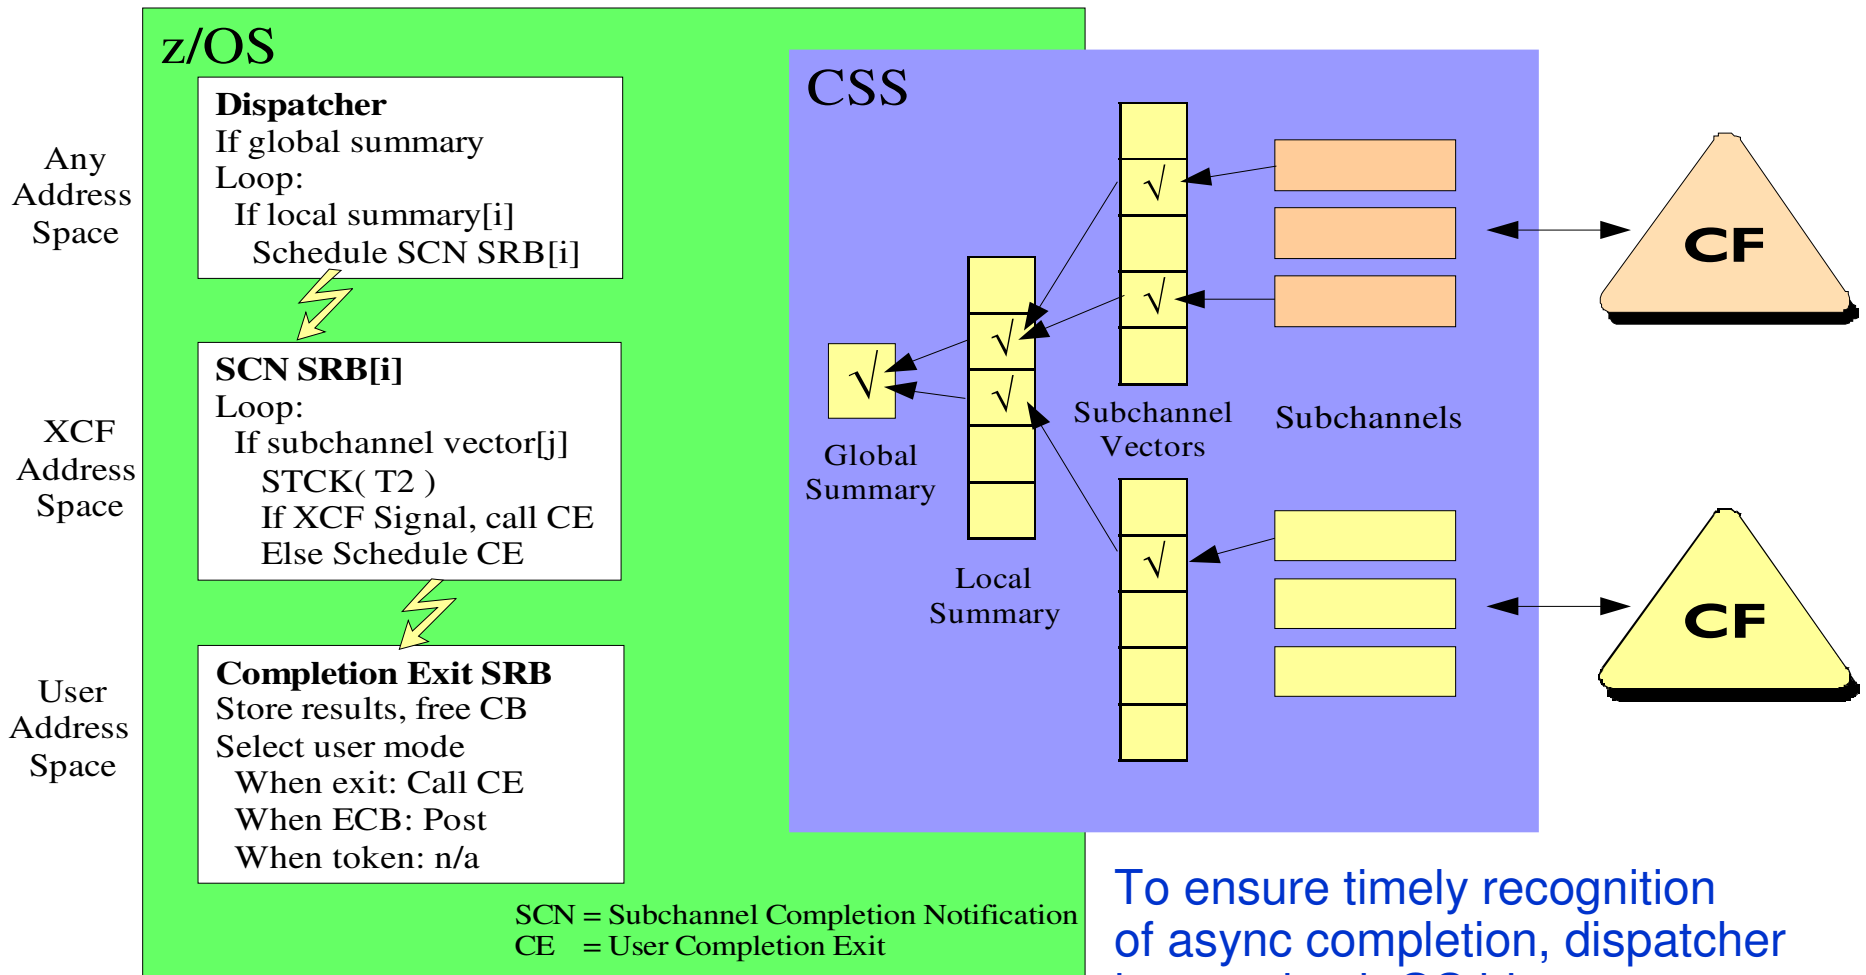 z/OS
Any
Address
Space
Dispatcher
If global summary
Loop:
If local summary[i]
Schedule SCN SRB[i]
XCF
Address
Space
SCN SRB[i]
Loop:
If subchannel vector[j]
STCK( T2 )
If XCF Signal, call CE
Else Schedule CE
User
Address
Space
Completion Exit SRB
Store results, free CB
Select user mode
When exit: Call CE
When ECB: Post
When token: n/a
SCN = Subchannel Completion Notification
CE = User Completion Exit
CSS
√
√
√
√
√
√
Global
Summary
Local
Summary
Subchannel
Vectors
Subchannels
CF
CF
To ensure timely recognition
of async completion, dispatcher